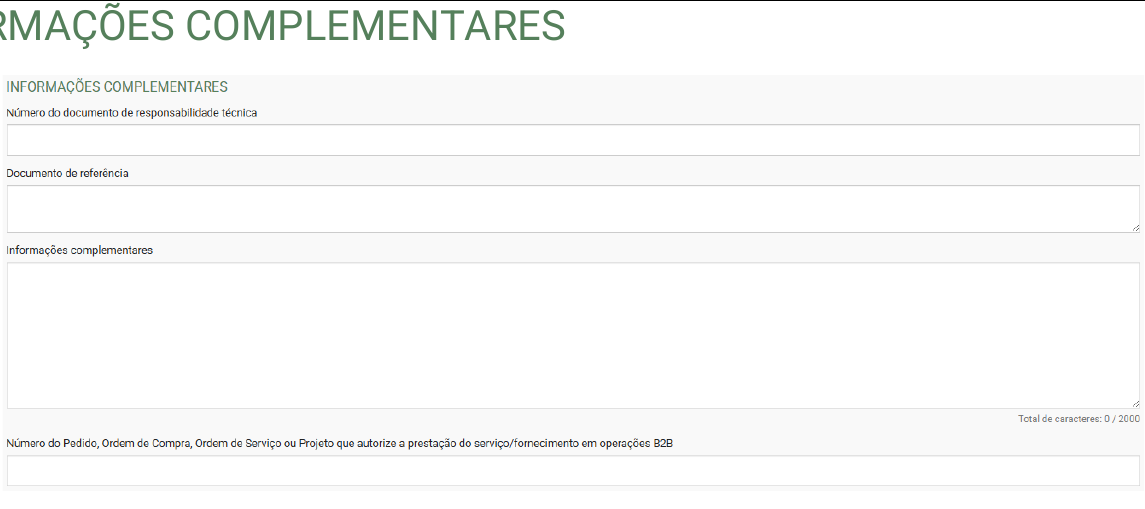 RMAÇÕES COMPLEMENTARES
INFORMAÇÕES COMPLEMENTARES
Número do documento de responsabilidade técnica
Documento de referência
Informações complementares
Total de caracteres: 0 / 2000
Número do Pedido, Ordem de Compra, Ordem de Serviço ou Projeto que autorize a prestação do serviço/fornecimento em operações B2B